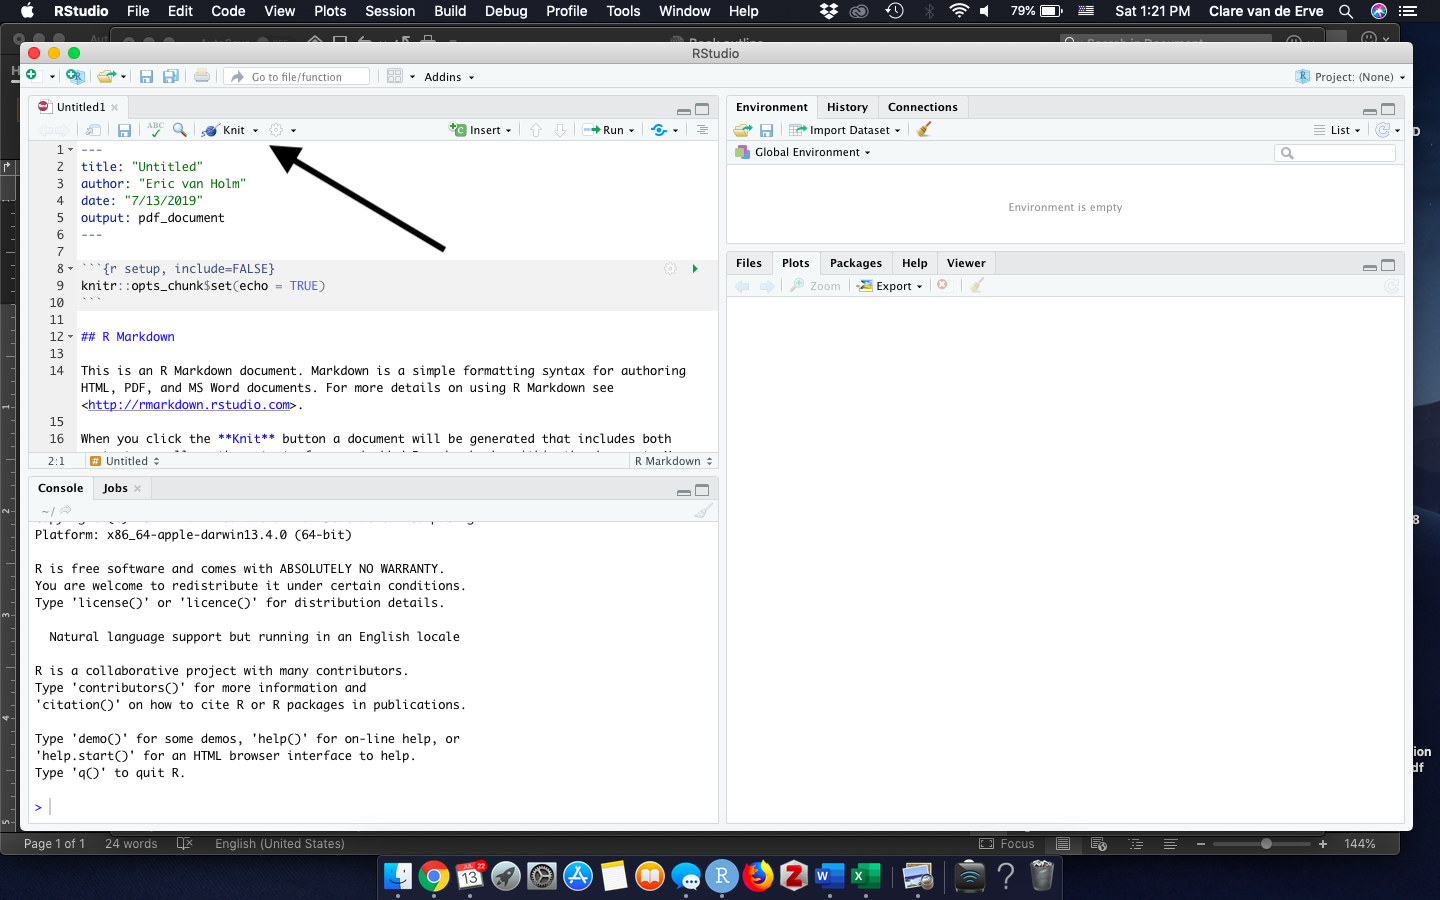 RStudio File Edit Code View Plots Session Build Debug Profile Tools Window Help 79% Sat 1:21 PM Clare van de Erve
Search in Document
RStudio
Go to file/function Addins Project: (None)
Untitled1
ABC Knit Insert Run
1 ---
2 title: "Untitled"
3 author: "Eric van Holm"
4 date: "7/13/2019"
5 output: pdf_document
6 ---
7
8 ```{r setup, include=FALSE}
9 knitr::opts_chunk$set(echo = TRUE)
10 ```
11
12 ## R Markdown
13
14 This is an R Markdown document. Markdown is a simple formatting syntax for authoring
HTML, PDF, and MS Word documents. For more details on using R Markdown see
<http://rmarkdown.rstudio.com>.
15
16 When you click the **Knit** button a document will be generated that includes both
2:1 # Untitled R Markdown
Console Jobs
~/
Platform: x86_64-apple-darwin13.4.0 (64-bit)
R is free software and comes with ABSOLUTELY NO WARRANTY.
You are welcome to redistribute it under certain conditions.
Type 'license()' or 'licence()' for distribution details.
Natural language support but running in an English locale
R is a collaborative project with many contributors.
Type 'contributors()' for more information and
'citation()' on how to cite R or R packages in publications.
Type 'demo()' for some demos, 'help()' for on-line help, or
'help.start()' for an HTML browser interface to help.
Type 'q()' to quit R.
>
Environment History Connections
Import Dataset List
Global Environment
Environment is empty
Files Plots Packages Help Viewer
Zoom Export
Page 1 of 1 24 words English (United States) Focus 144%
JUL 13 22
R
Z
W
X
?